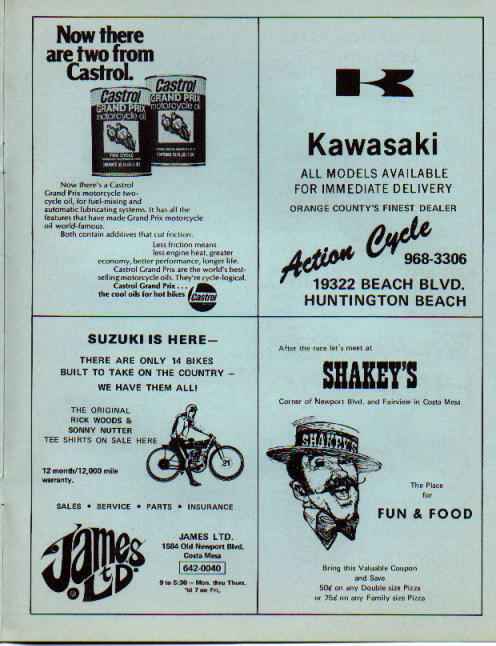 Now there
are two from
Castrol.
Castrol
GRAND PRIX
motorcycle oil
Castrol
GRAND PRIX
motorcycle oil
Now there's a Castrol
Grand Prix motorcycle two-
cycle oil, for fuel-mixing and
automatic lubricating systems. It has all the
features that have made Grand Prix motorcycle
oil world-famous.
Both contain additives that cut friction.
Less friction means
less engine heat, greater
economy, better performance, longer life.
Castrol Grand Prix are the world's best-
selling motorcycle oils. They're cycle-logical.
Castrol Grand Prix ...
the cool oils for hot bikes
Castrol
K
Kawasaki
ALL MODELS AVAILABLE
FOR IMMEDIATE DELIVERY
ORANGE COUNTY'S FINEST DEALER
Action Cycle
968-3306
19322 BEACH BLVD.
HUNTINGTON BEACH
SUZUKI IS HERE—
THERE ARE ONLY 14 BIKES
BUILT TO TAKE ON THE COUNTRY –
WE HAVE THEM ALL!
THE ORIGINAL
RICK WOODS &
SONNY NUTTER
TEE SHIRTS ON SALE HERE
21
12 month/12,000 mile
warranty.
SALES • SERVICE • PARTS • INSURANCE
James
LTD
JAMES LTD.
1584 Old Newport Blvd.
Costa Mesa
642-0040
9 to 5:30 – Mon. thru Thurs.
'til 7 on Fri.
After the race let's meet at
SHAKEY'S
Corner of Newport Blvd. and Fairview in Costa Mesa
SHAKEY'S
The Place
for
FUN & FOOD
Bring this Valuable Coupon
and Save
50¢ on any Double size Pizza
or 75¢ on any Family size Pizza